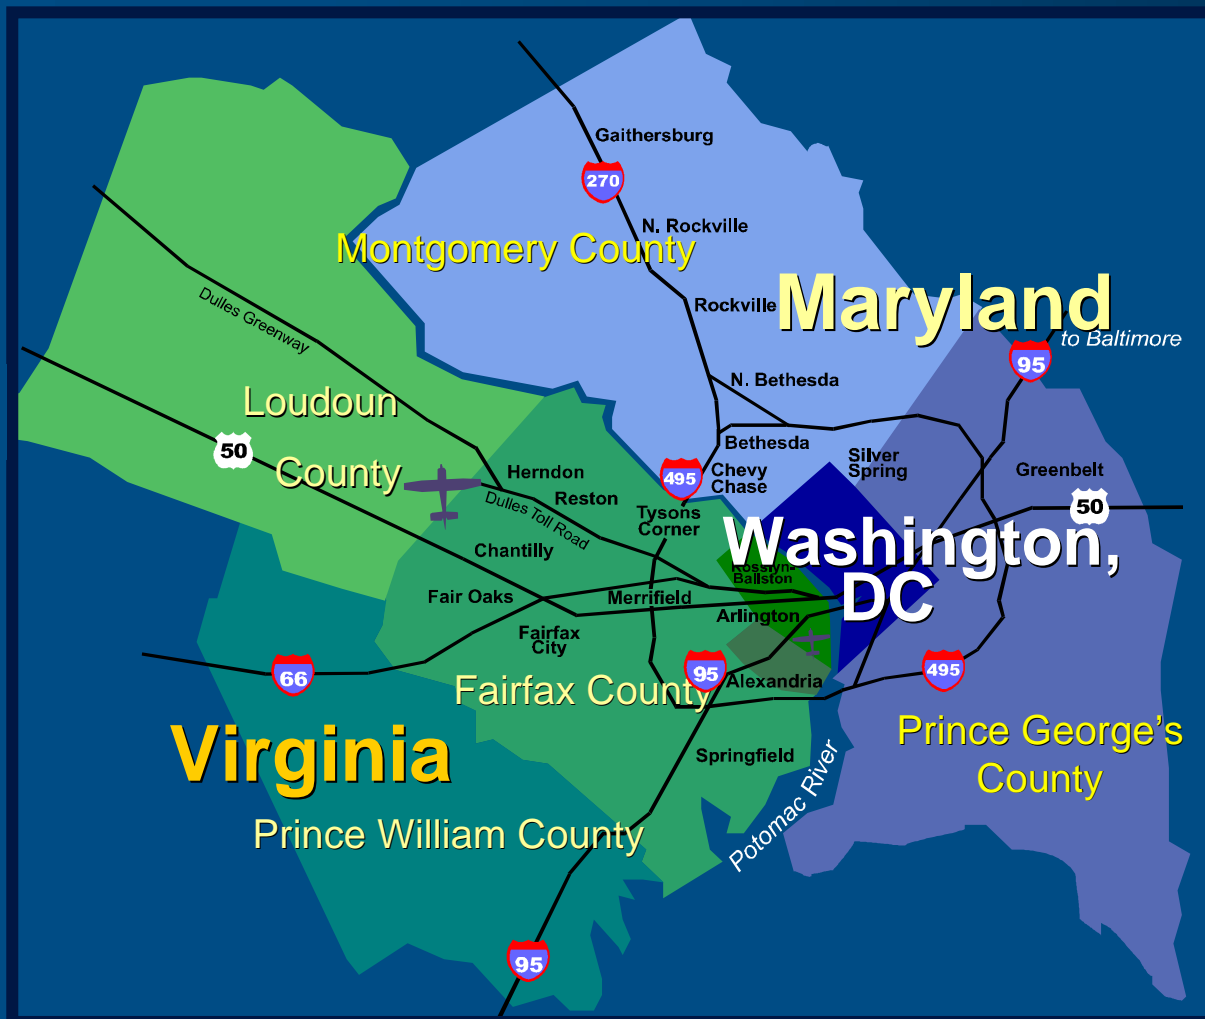 Gaithersburg
270
N. Rockville
Montgomery County
Maryland
Rockville
to Baltimore
95
Dulles Greenway
N. Bethesda
Loudoun
County
50
Bethesda
Silver
Spring
Chevy
Chase
495
Greenbelt
50
Herndon
Reston
Dulles Toll Road
Tysons
Corner
Chantilly
Washington,
DC
Rosslyn-
Ballston
Fair Oaks
Merrifield
Arlington
Fairfax
City
66
95
495
Alexandria
Fairfax County
Virginia
Springfield
Prince George's
County
Potomac River
Prince William County
95